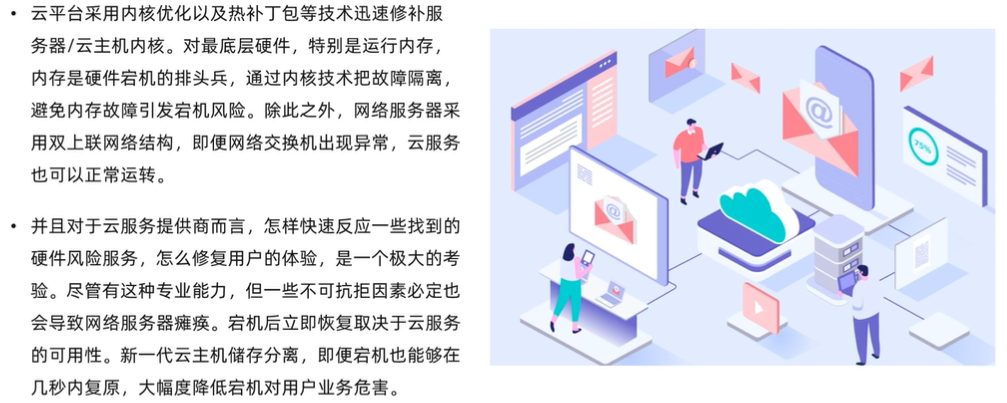 • 云平台采用内核优化以及热补丁包等技术迅速修补服
务器/云主机内核。对最底层硬件，特别是运行内存，
内存是硬件宕机的排头兵，通过内核技术把故障隔离，
避免内存故障引发宕机风险。除此之外，网络服务器采
用双上联网络结构，即便网络交换机出现异常，云服务
也可以正常运转。
• 并且对于云服务提供商而言，怎样快速反应一些找到的
硬件风险服务，怎么修复用户的体验，是一个极大的考
验。尽管有这种专业能力，但一些不可抗拒因素必定也
会导致网络服务器瘫痪。宕机后立即恢复取决于云服务
的可用性。新一代云主机储存分离，即便宕机也能够在
几秒内复原，大幅度降低宕机对用户业务危害。
@
@
75%